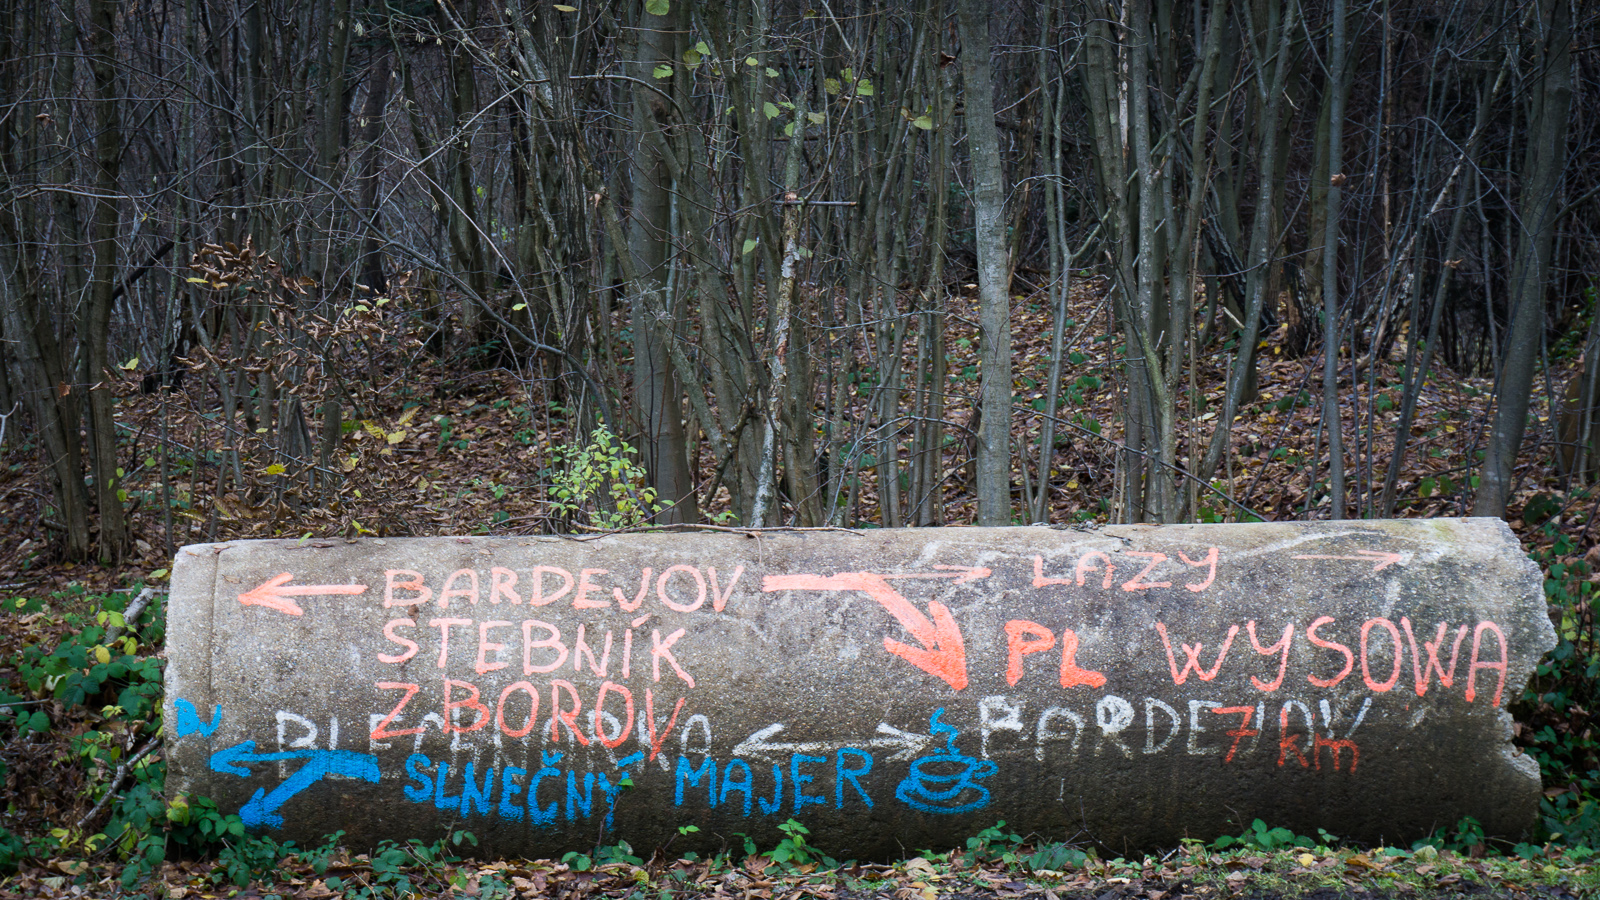 BARDEJOV LAZY
STEBNÍK PL WYSOWA
ZBOROV 7 km
BARDEJOV
SLNEČNÝ MAJER